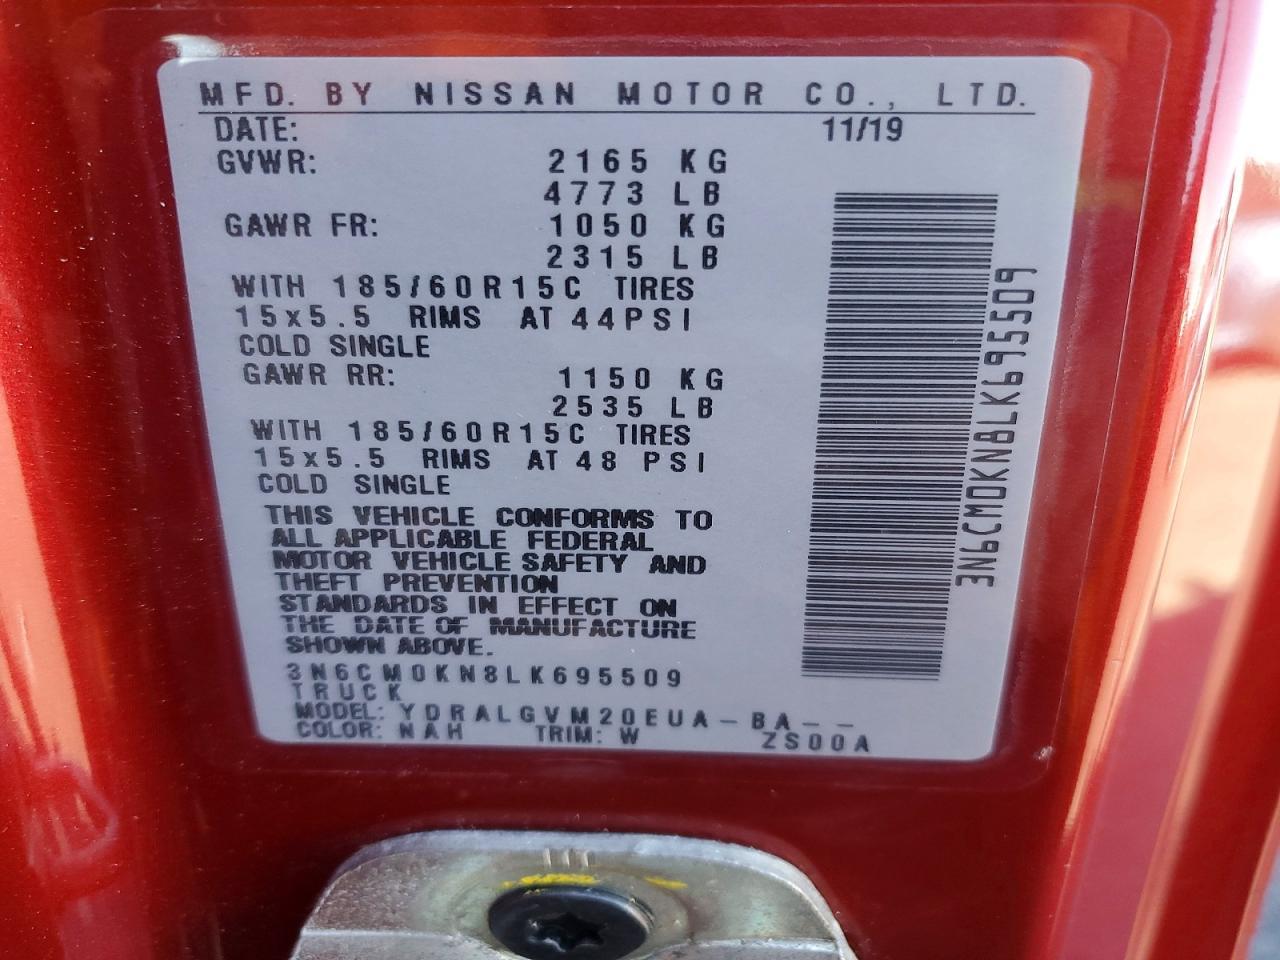 MFD. BY NISSAN MOTOR CO., LTD.
DATE: 11/19
GVWR: 2165 KG
4773 LB
GAWR FR: 1050 KG
2315 LB
WITH 185/60R15C TIRES
15x5.5 RIMS AT 44PSI
COLD SINGLE
GAWR RR: 1150 KG
2535 LB
WITH 185/60R15C TIRES
15x5.5 RIMS AT 48 PSI
COLD SINGLE
THIS VEHICLE CONFORMS TO
ALL APPLICABLE FEDERAL
MOTOR VEHICLE SAFETY AND
THEFT PREVENTION
STANDARDS IN EFFECT ON
THE DATE OF MANUFACTURE
SHOWN ABOVE.
3N6CM0KN8LK695509
TRUCK
MODEL: YDRALGVM20EUA-BA--
COLOR: NAH TRIM: W ZS00A
3N6CM0KN8LK695509